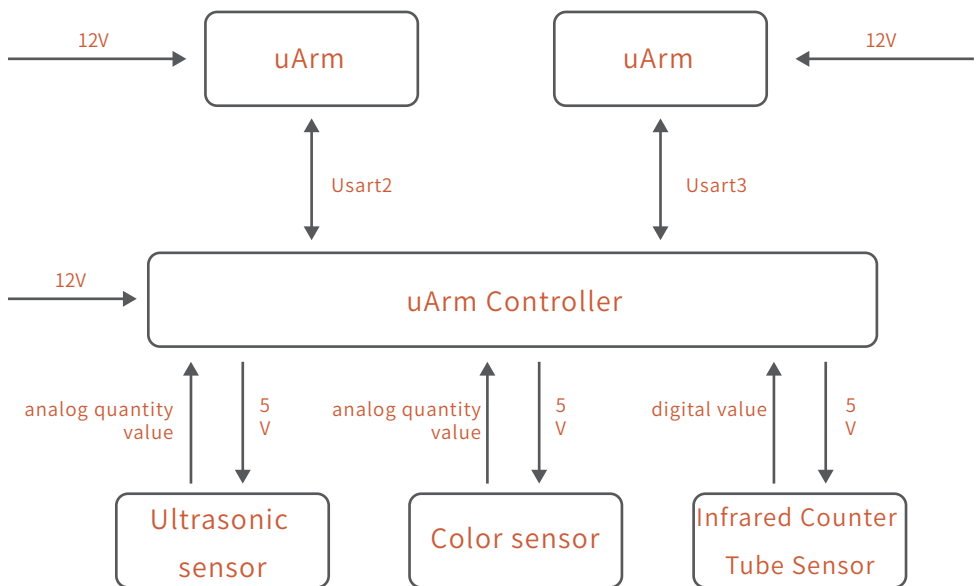 12V
uArm
uArm
12V
Usart2
Usart3
12V
uArm Controller
analog quantity
value
5
V
analog quantity
value
5
V
digital value
5
V
Ultrasonic
sensor
Color sensor
Infrared Counter
Tube Sensor